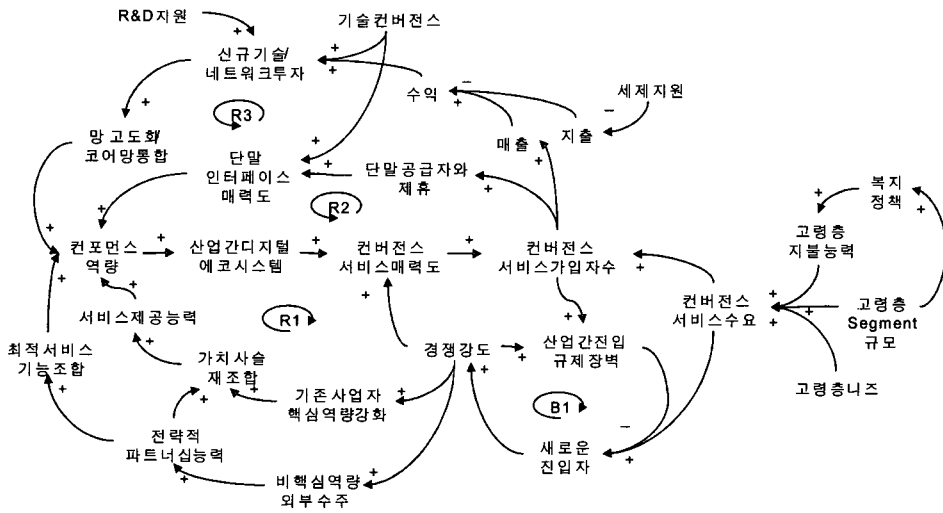 R&D지원
기술컨버전스
신규기술/
네트워크투자
수익
세제지원
R3
매출
지출
망고도화/
코어망통합
단말
인터페이스
매력도
단말공급자와
제휴
복지
정책
R2
고령층
지불능력
컨포먼스
역량
산업간디지털
에코시스템
컨버전스
서비스매력도
컨버전스
서비스가입자수
컨버전스
서비스수요
고령층
Segment
규모
서비스제공능력
R1
최적서비스
기능조합
가치사슬
재조합
경쟁강도
산업간진입
규제장벽
고령층니즈
기존사업자
핵심역량강화
B1
전략적
파트너십능력
새로운
진입자
비핵심역량
외부수주